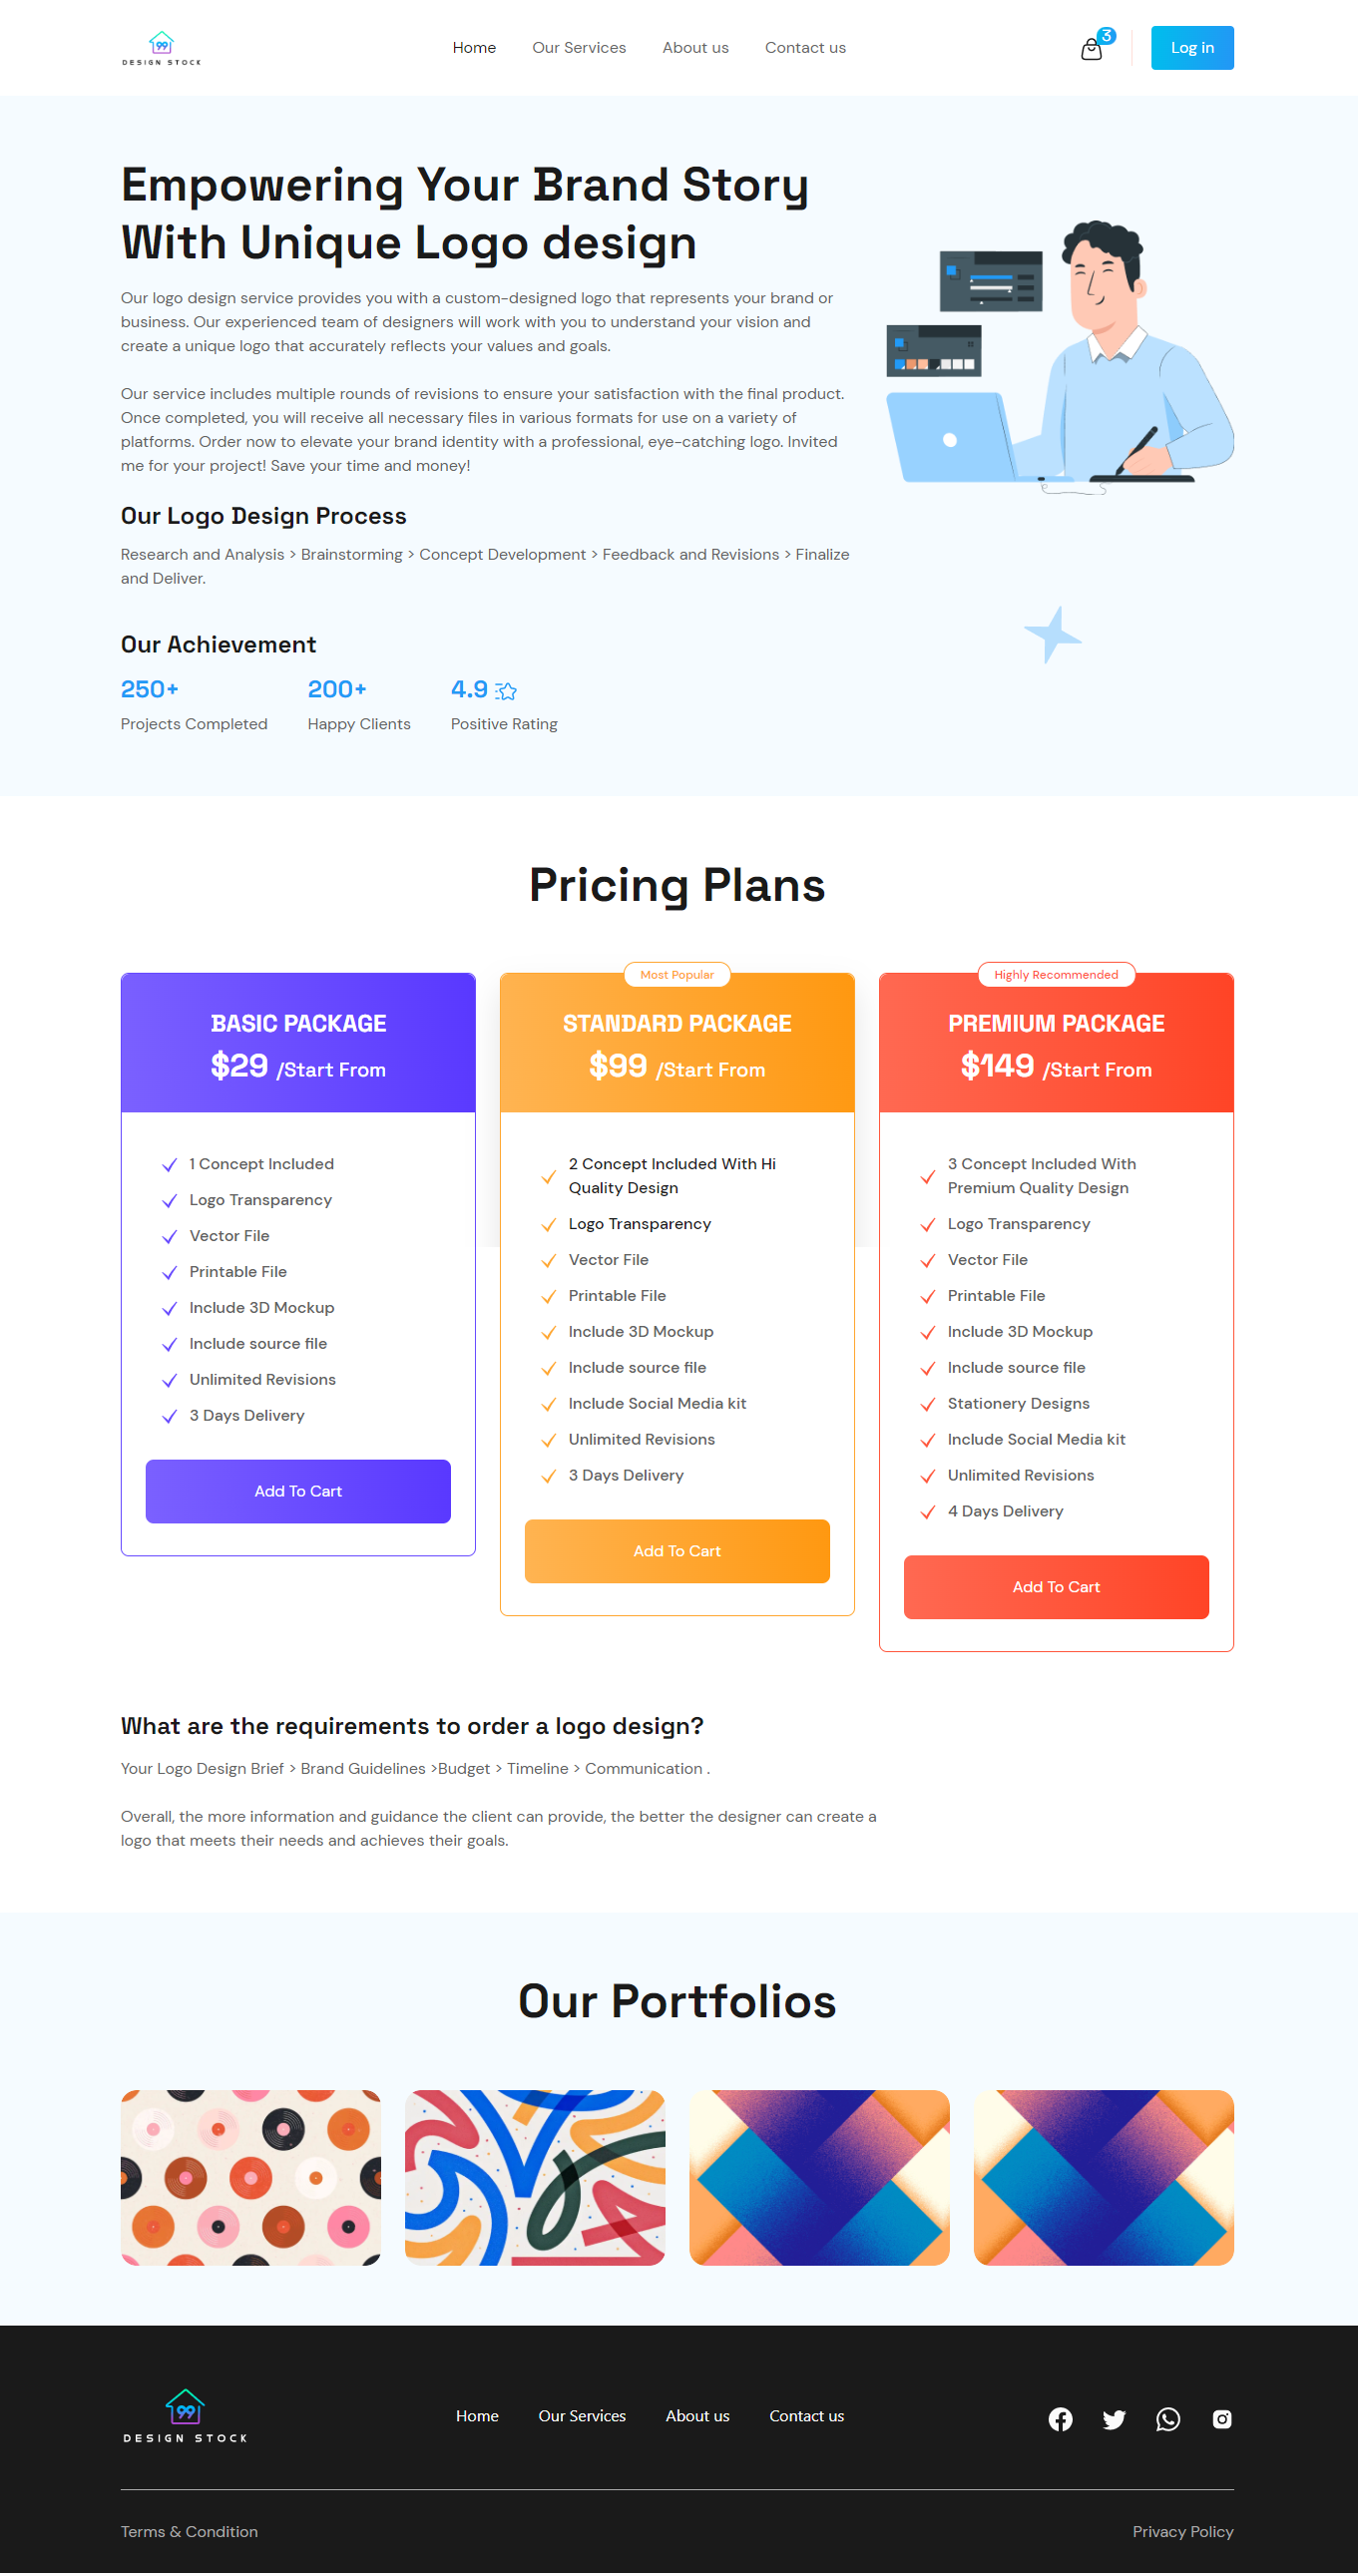 99
DESIGN STOCK
Home
Our Services
About us
Contact us
3
Log in
Empowering Your Brand Story
With Unique Logo design
Our logo design service provides you with a custom-designed logo that represents your brand or
business. Our experienced team of designers will work with you to understand your vision and
create a unique logo that accurately reflects your values and goals.
Our service includes multiple rounds of revisions to ensure your satisfaction with the final product.
Once completed, you will receive all necessary files in various formats for use on a variety of
platforms. Order now to elevate your brand identity with a professional, eye-catching logo. Invited
me for your project! Save your time and money!
Our Logo Design Process
Research and Analysis > Brainstorming > Concept Development > Feedback and Revisions > Finalize
and Deliver.
Our Achievement
250+
Projects Completed
200+
Happy Clients
4.9
Positive Rating
Pricing Plans
BASIC PACKAGE
$29 /Start From
1 Concept Included
Logo Transparency
Vector File
Printable File
Include 3D Mockup
Include source file
Unlimited Revisions
3 Days Delivery
Add To Cart
Most Popular
STANDARD PACKAGE
$99 /Start From
2 Concept Included With Hi
Quality Design
Logo Transparency
Vector File
Printable File
Include 3D Mockup
Include source file
Include Social Media kit
Unlimited Revisions
3 Days Delivery
Add To Cart
Highly Recommended
PREMIUM PACKAGE
$149 /Start From
3 Concept Included With
Premium Quality Design
Logo Transparency
Vector File
Printable File
Include 3D Mockup
Include source file
Stationery Designs
Include Social Media kit
Unlimited Revisions
4 Days Delivery
Add To Cart
What are the requirements to order a logo design?
Your Logo Design Brief > Brand Guidelines >Budget > Timeline > Communication .
Overall, the more information and guidance the client can provide, the better the designer can create a
logo that meets their needs and achieves their goals.
Our Portfolios
99
DESIGN STOCK
Home
Our Services
About us
Contact us
Terms & Condition
Privacy Policy